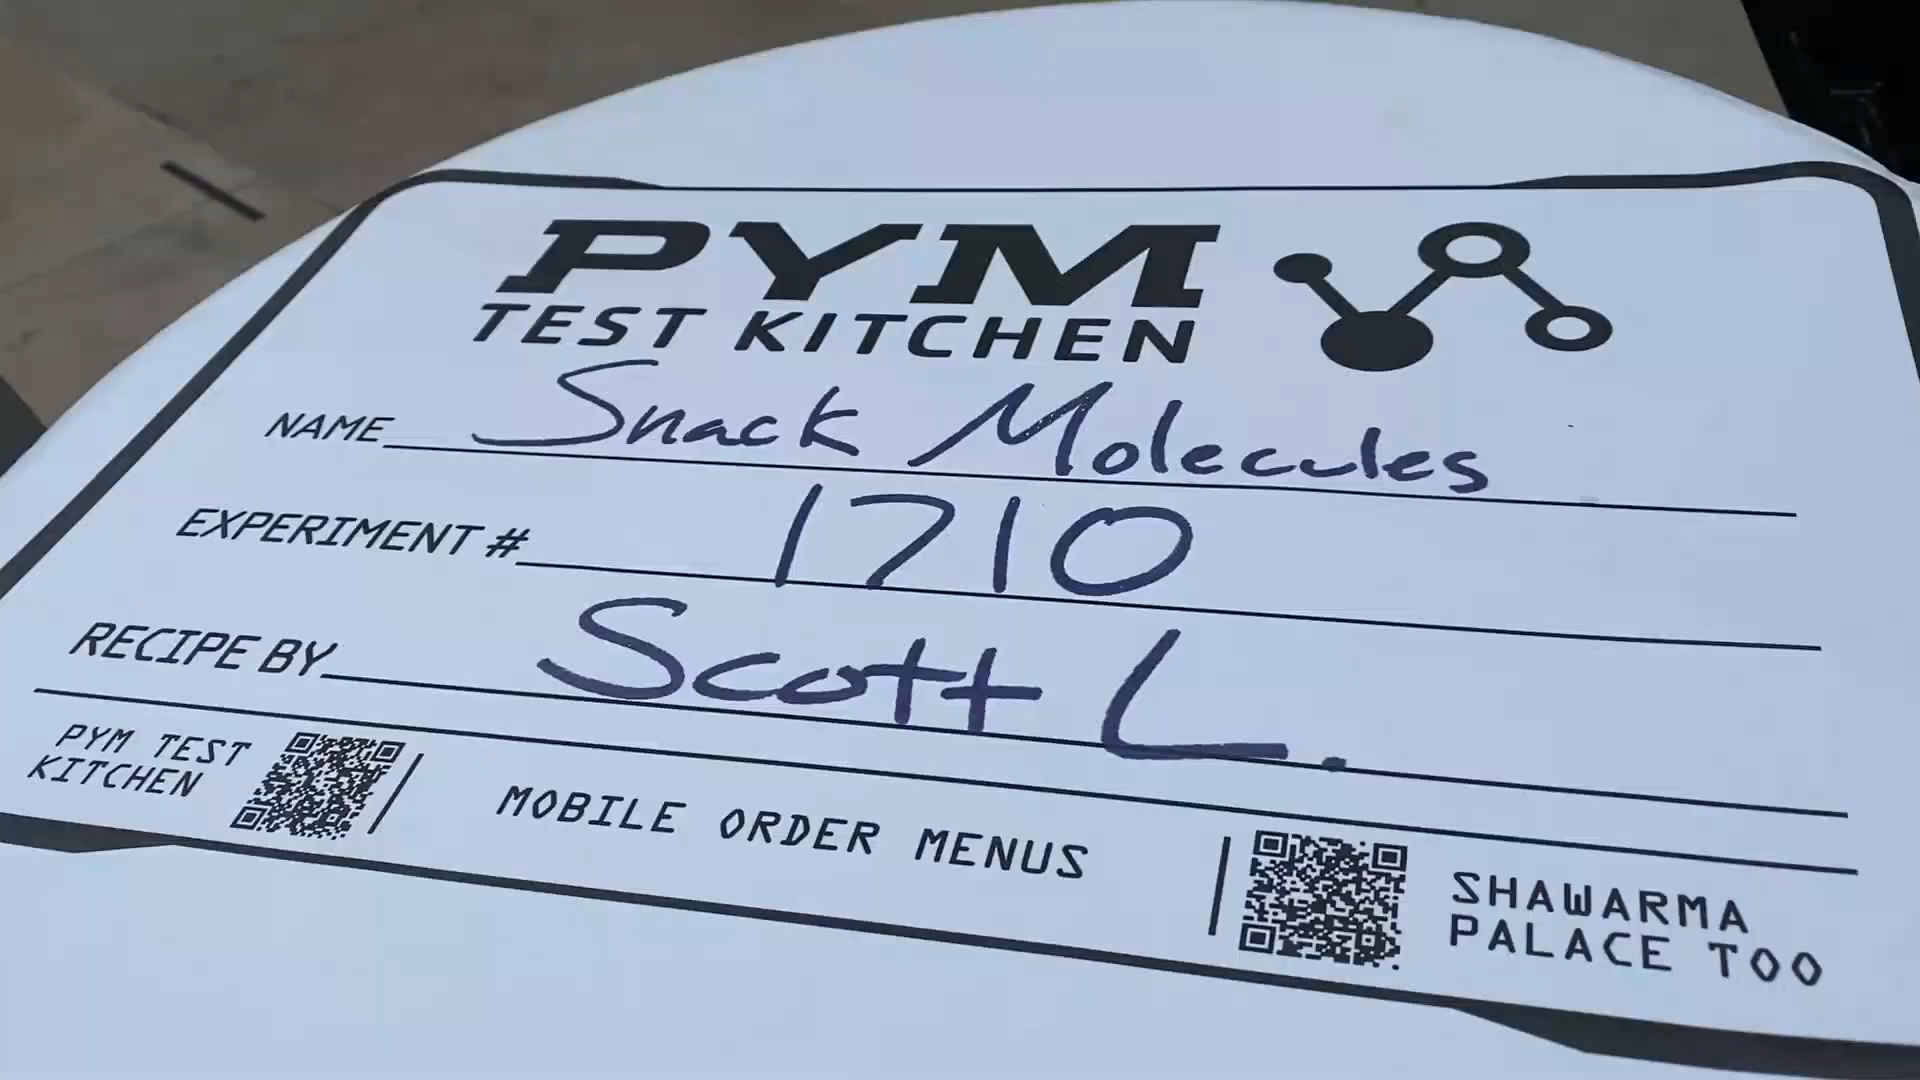 PYM
TEST KITCHEN
NAME Snack Molecules
EXPERIMENT # 1710
RECIPE BY Scott L.
PYM TEST
KITCHEN
MOBILE ORDER MENUS
SHAWARMA
PALACE TOO